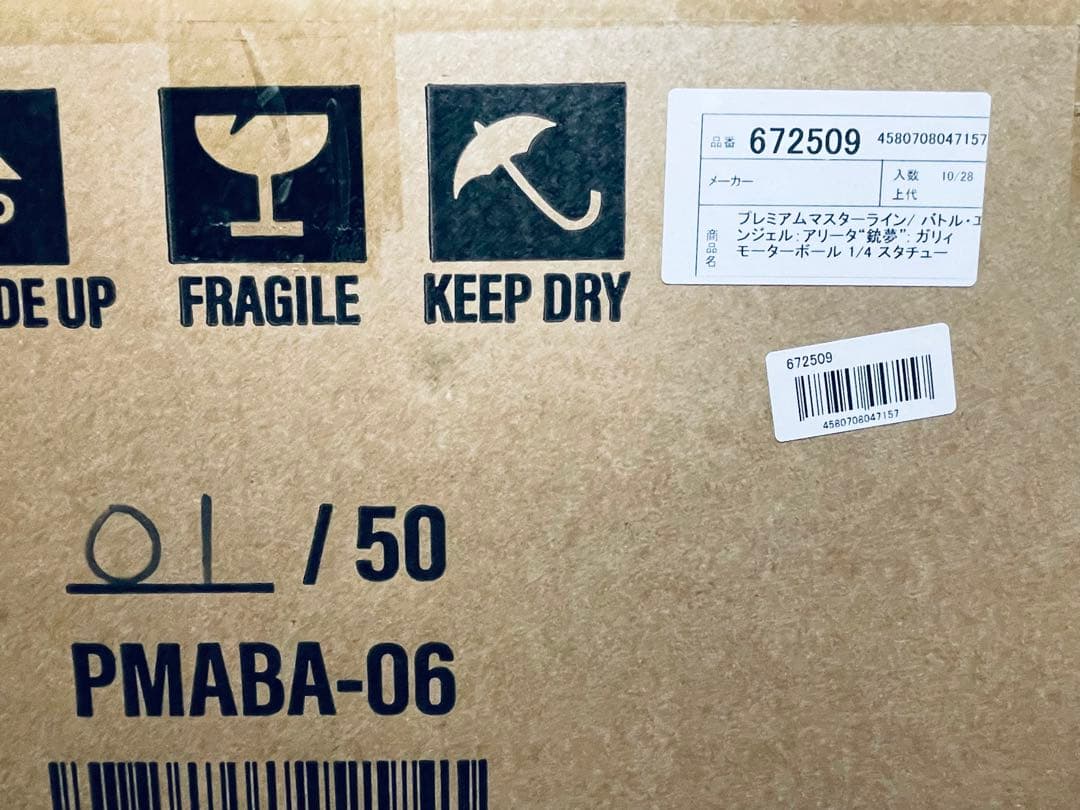 DE UP
FRAGILE
KEEP DRY
品番 672509 4580708047157
メーカー
入数 10/28
上代
商品名
プレミアムマスターライン/ バトル・エ
ンジェル:アリータ“銃夢”: ガリィ
モーターボール 1/4 スタチュー
672509
4580708047157
01 / 50
PMABA-06